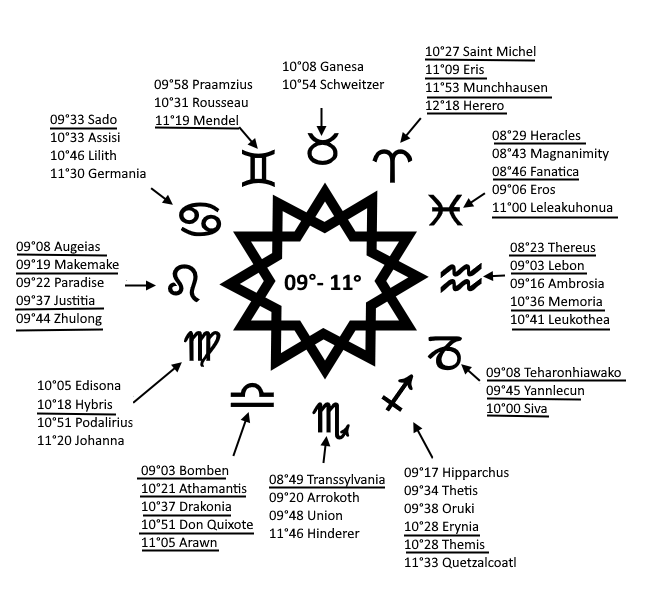 10°08 Ganesa
10°54 Schweitzer
10°27 Saint Michel
11°09 Eris
11°53 Munchhausen
12°18 Herero
09°58 Praamzius
10°31 Rousseau
11°19 Mendel
09°33 Sado
10°33 Assisi
10°46 Lilith
11°30 Germania
08°29 Heracles
08°43 Magnanimity
08°46 Fanatica
09°06 Eros
11°00 Leleakuhonua
09°08 Augeias
09°19 Makemake
09°22 Paradise
09°37 Justitia
09°44 Zhulong
08°23 Thereus
09°03 Lebon
09°16 Ambrosia
10°36 Memoria
10°41 Leukothea
09°- 11°
10°05 Edisona
10°18 Hybris
10°51 Podalirius
11°20 Johanna
09°08 Teharonhiawako
09°45 Yannlecun
10°00 Siva
09°03 Bomben
10°21 Athamantis
10°37 Drakonia
10°51 Don Quixote
11°05 Arawn
08°49 Transsylvania
09°20 Arrokoth
09°48 Union
11°46 Hinderer
09°17 Hipparchus
09°34 Thetis
09°38 Oruki
10°28 Erynia
10°28 Themis
11°33 Quetzalcoatl